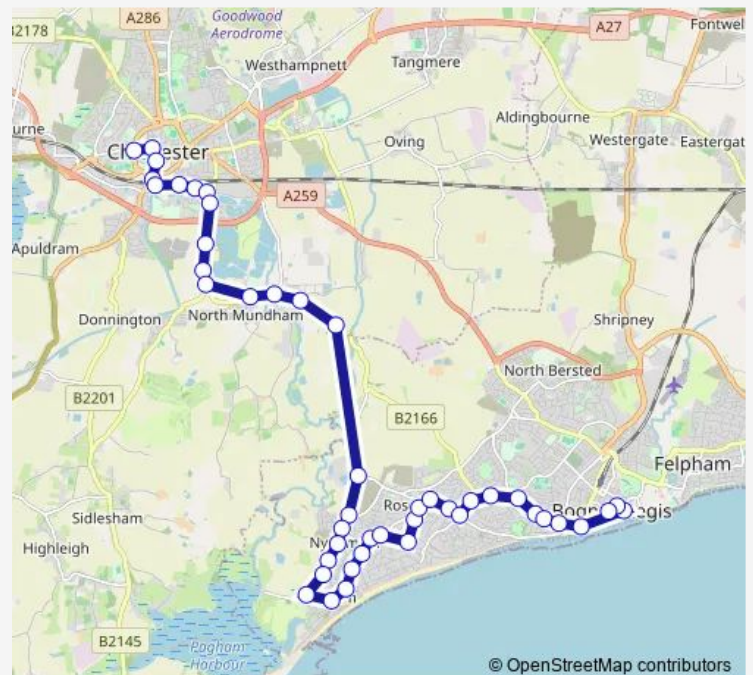 A286
Goodwood
Aerodrome
A27
Fontwel
B2178
Westhampnett
Tangmere
Aldingbourne
urne
Oving
Westergate
Eastergat
A259
Apuldram
Donnington
North Mundham
Shripney
North Bersted
B2201
B2166
Felpham
Sidlesham
Highleigh
B2145
Pagham
Harbour
© OpenStreetMap contributors